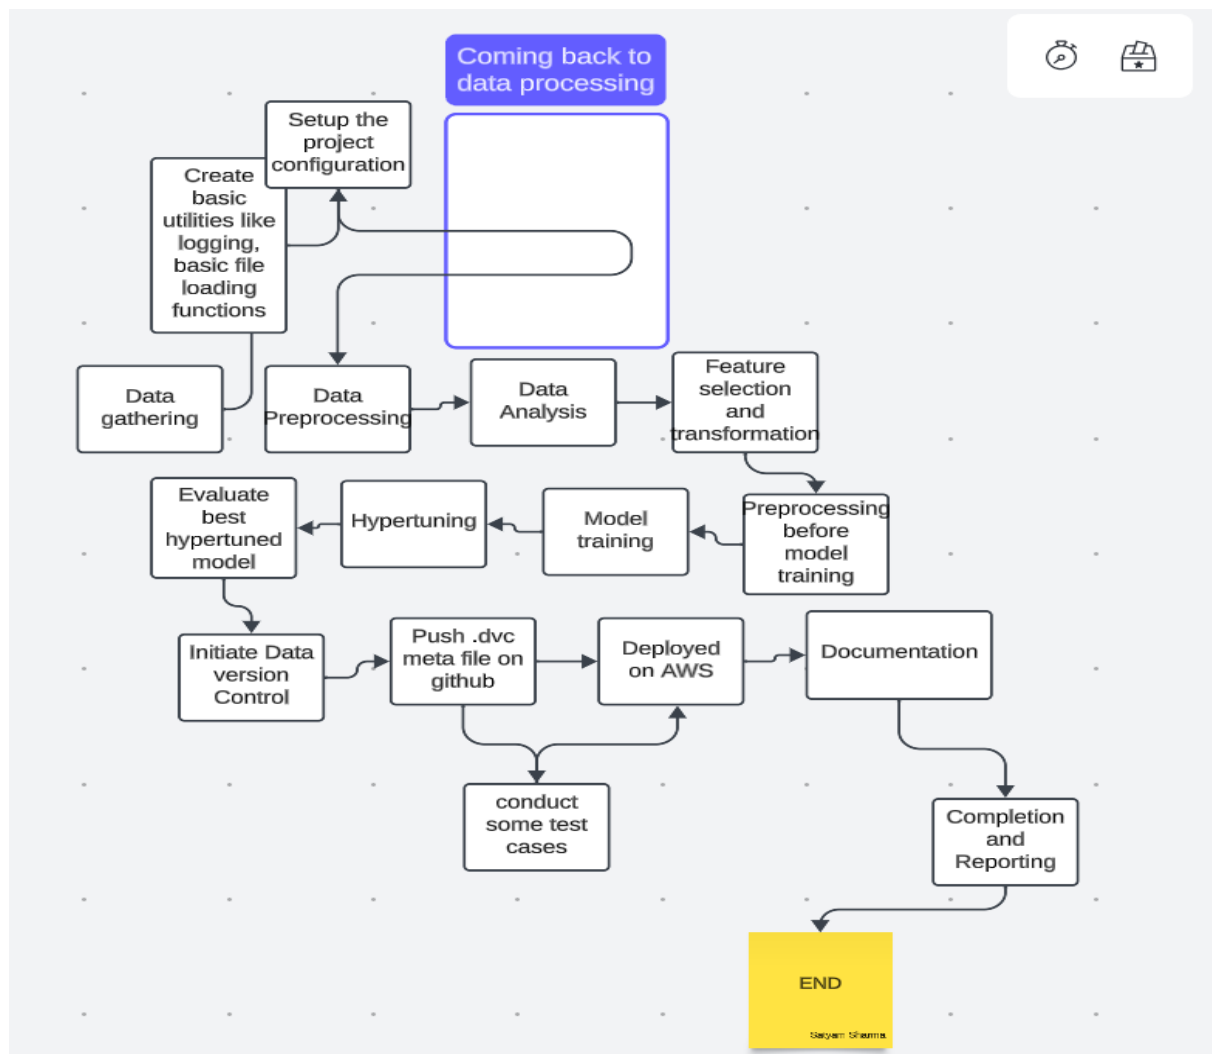 Coming back to
data processing
Setup the
project
configuration
Create
basic
utilities like
logging,
basic file
loading
functions
Data
gathering
Data
Preprocessing
Data
Analysis
Feature
selection
and
transformation
Evaluate
best
hypertuned
model
Hypertuning
Model
training
Preprocessing
before
model
training
Initiate Data
version
Control
Push .dvc
meta file on
github
Deployed
on AWS
Documentation
conduct
some test
cases
Completion
and
Reporting
END
Satyam Sharma